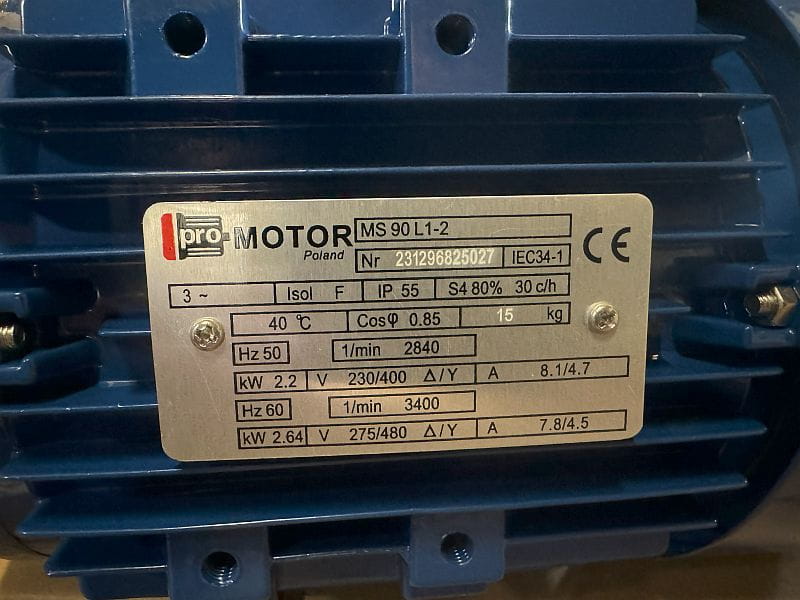 pro-MOTOR Poland MS 90 L1-2
Nr 231296825027 IEC34-1 CE
3 ~ Isol F IP 55 S4 80% 30 c/h
40 °C Cosφ 0.85 15 kg
Hz 50 1/min 2840
kW 2.2 V 230/400 Δ/Y A 8.1/4.7
Hz 60 1/min 3400
kW 2.64 V 275/480 Δ/Y A 7.8/4.5